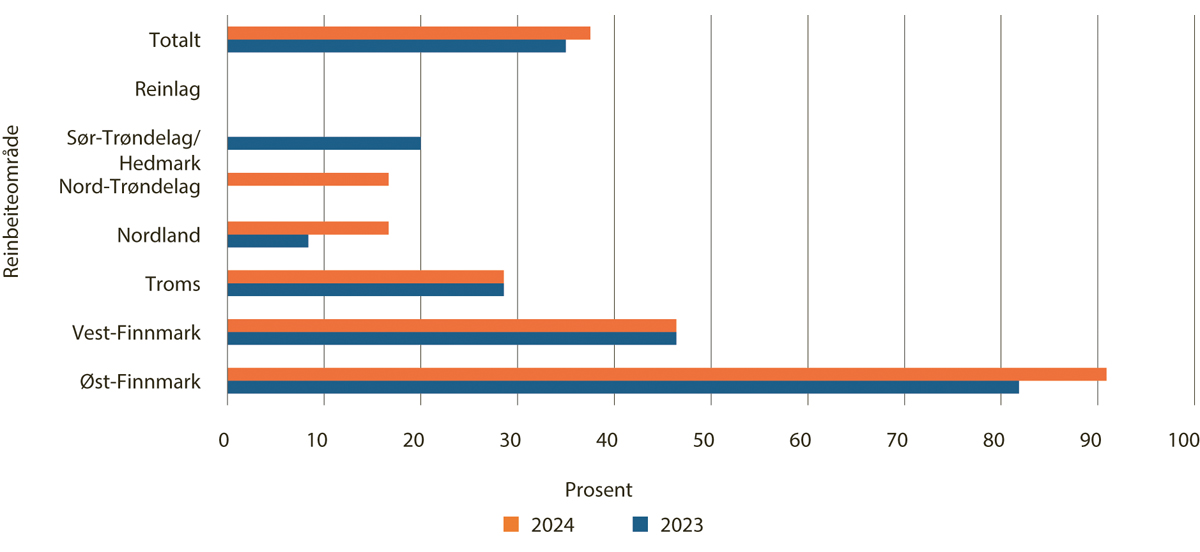 Reinbeiteområde
Totalt
Reinlag
Sør-Trøndelag/
Hedmark
Nord-Trøndelag
Nordland
Troms
Vest-Finnmark
Øst-Finnmark
0 10 20 30 40 50 60 70 80 90 100
Prosent
2024 2023